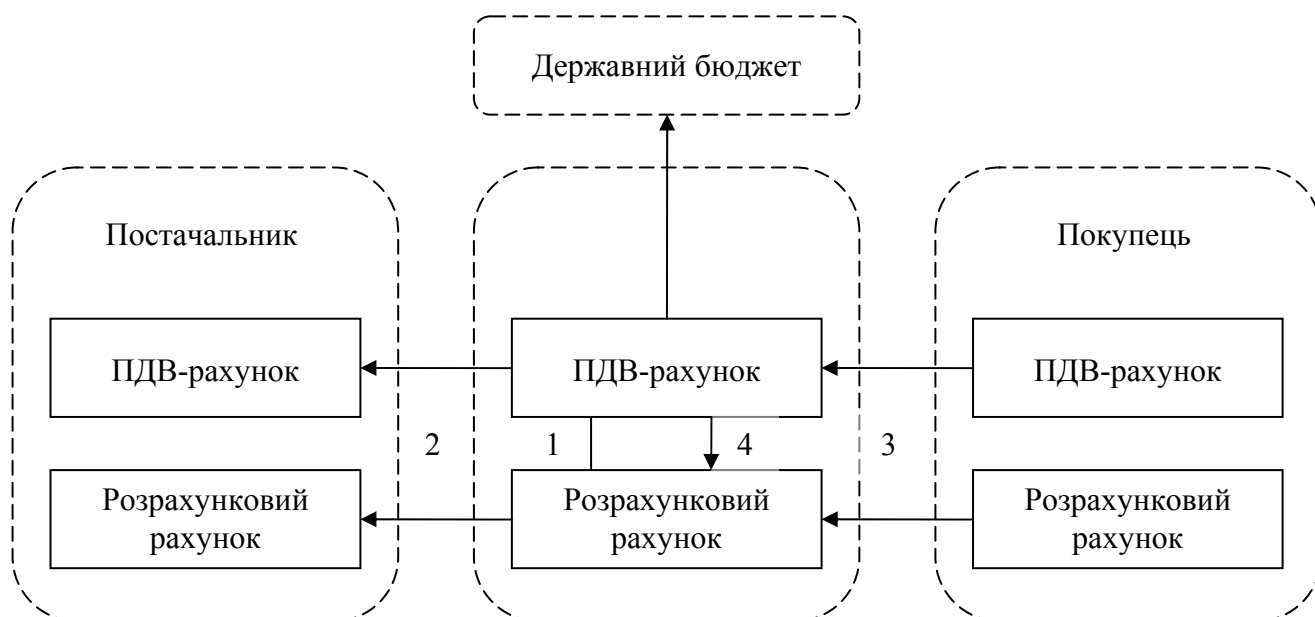 Державний бюджет
Постачальник
Покупець
ПДВ-рахунок
ПДВ-рахунок
ПДВ-рахунок
2
1
4
3
Розрахунковий
рахунок
Розрахунковий
рахунок
Розрахунковий
рахунок